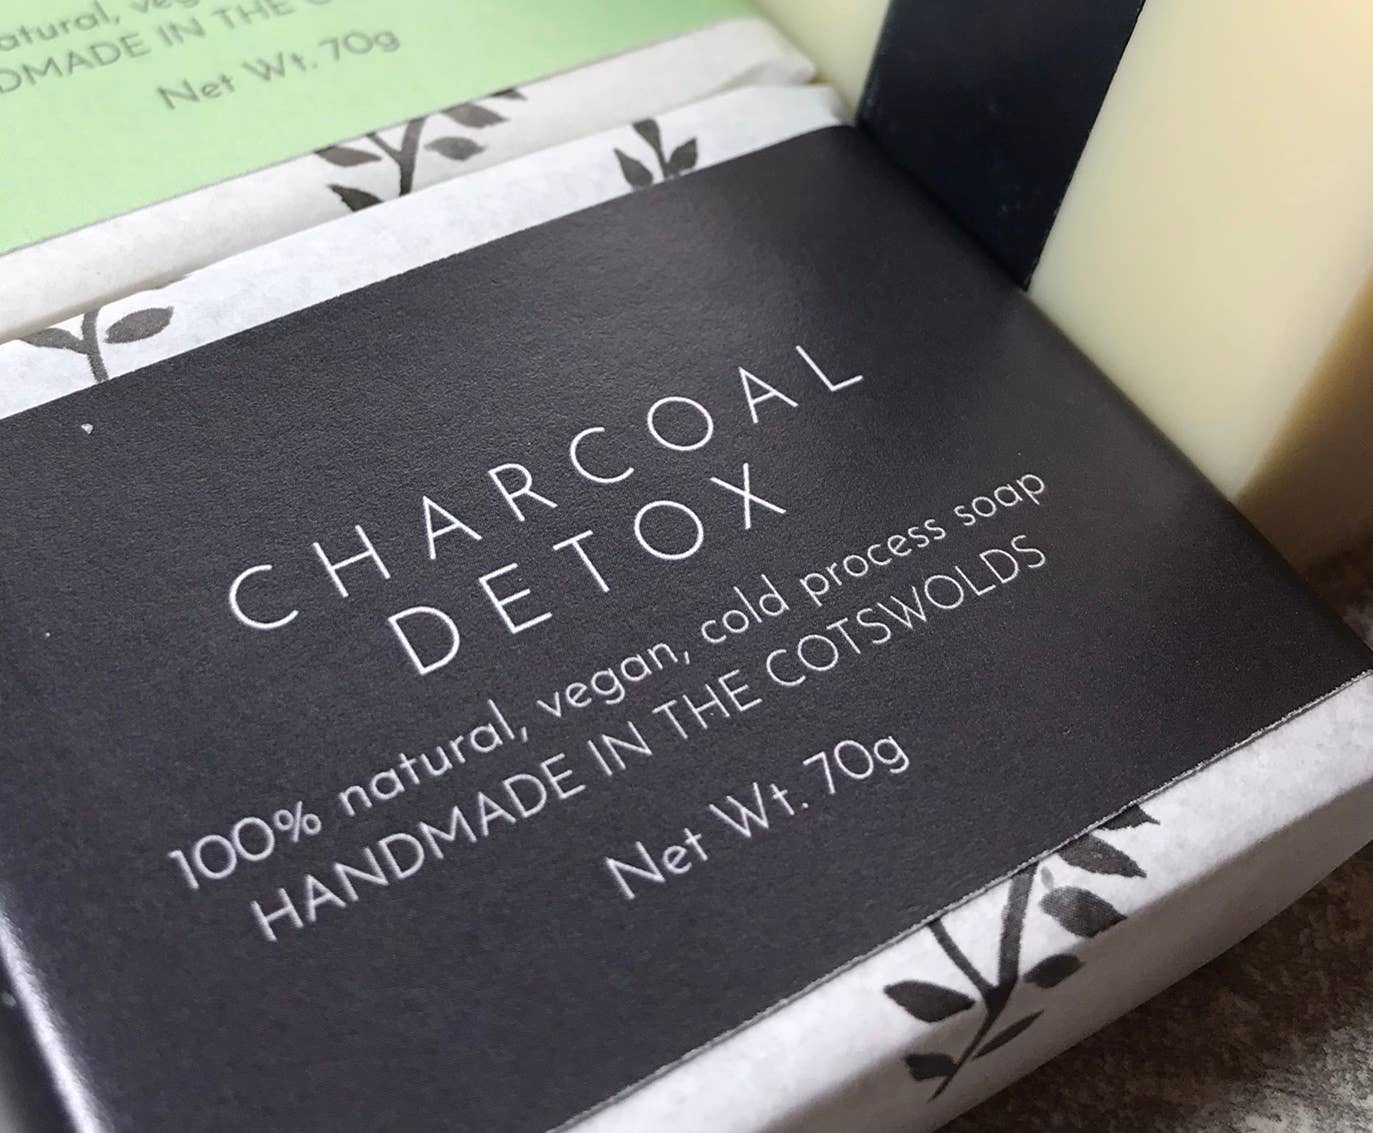 Net Wt. 70g
CHARCOAL
DETOX
100% natural, vegan, cold process soap
HANDMADE IN THE COTSWOLDS
Net Wt. 70g